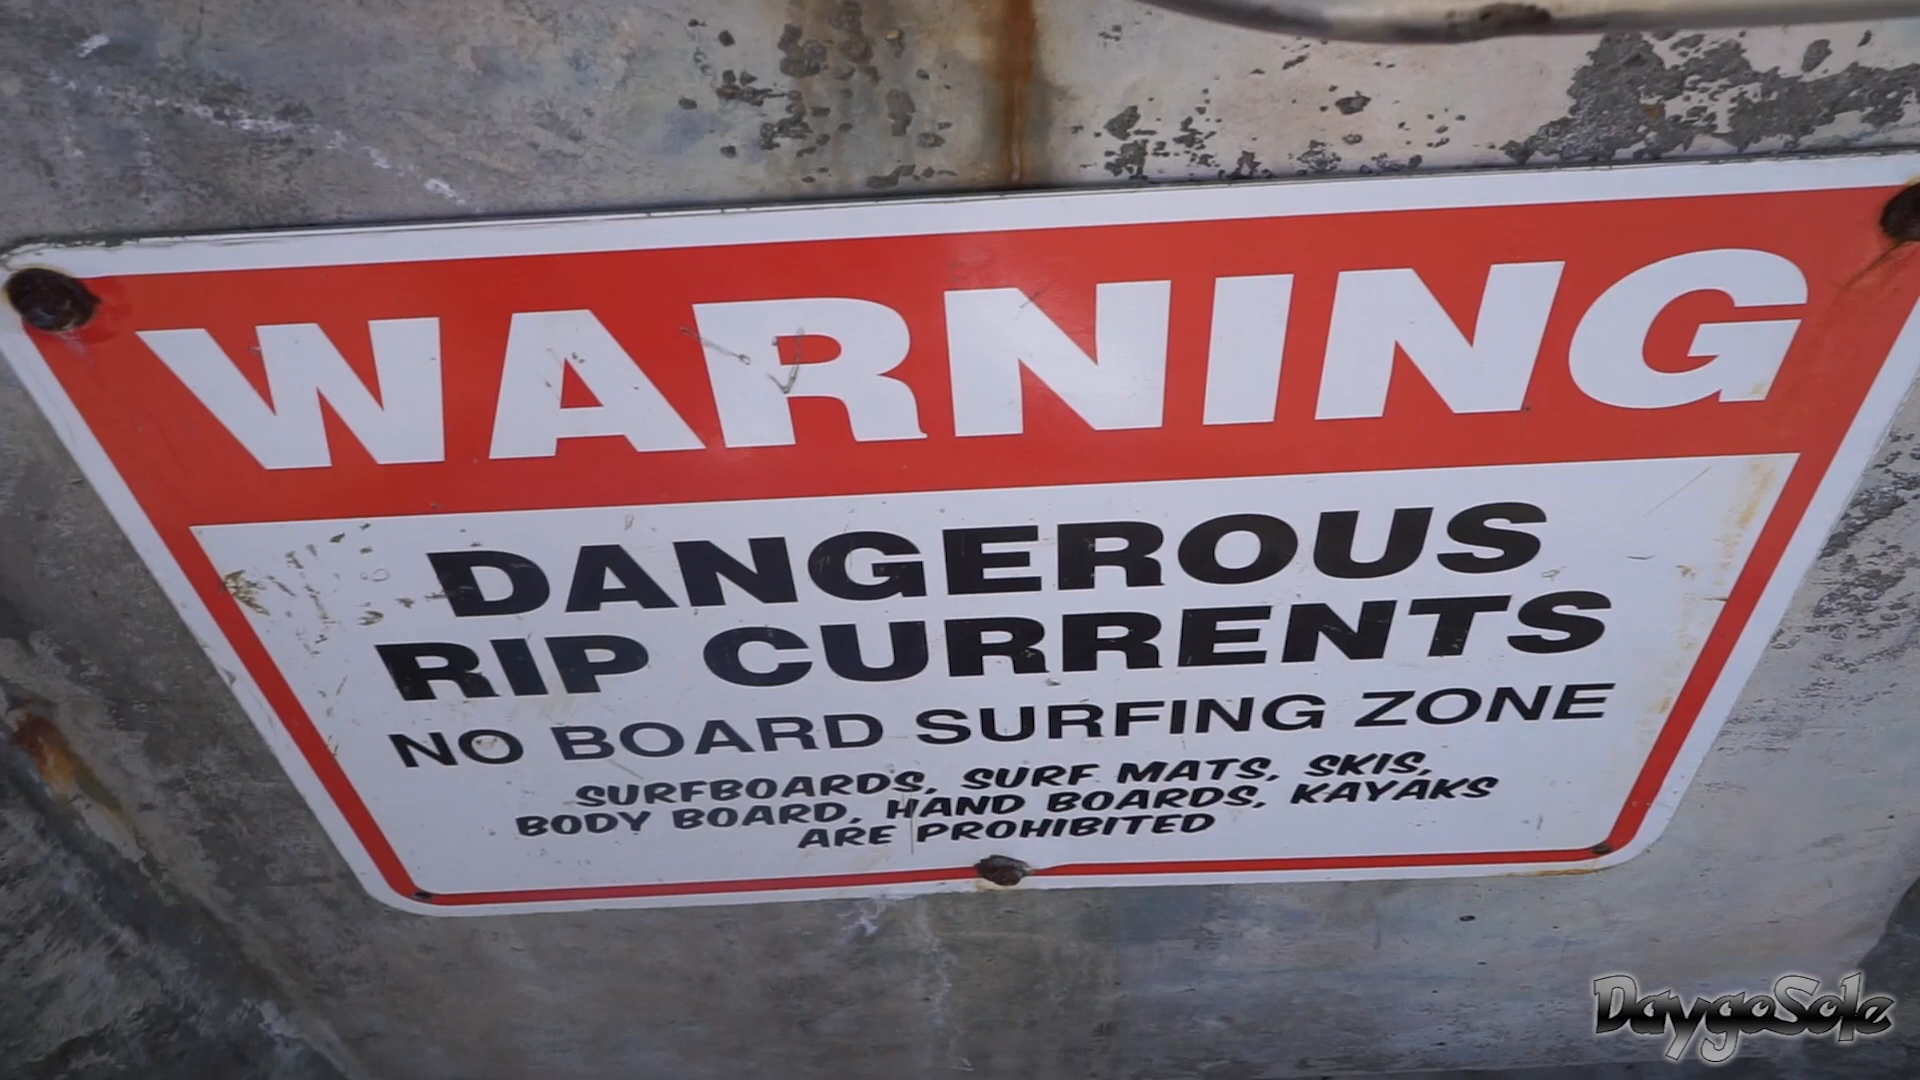 WARNING
DANGEROUS
RIP CURRENTS
NO BOARD SURFING ZONE
SURFBOARDS, SURF MATS, SKIS,
BODY BOARD, HAND BOARDS, KAYAKS
ARE PROHIBITED
DaygoSole